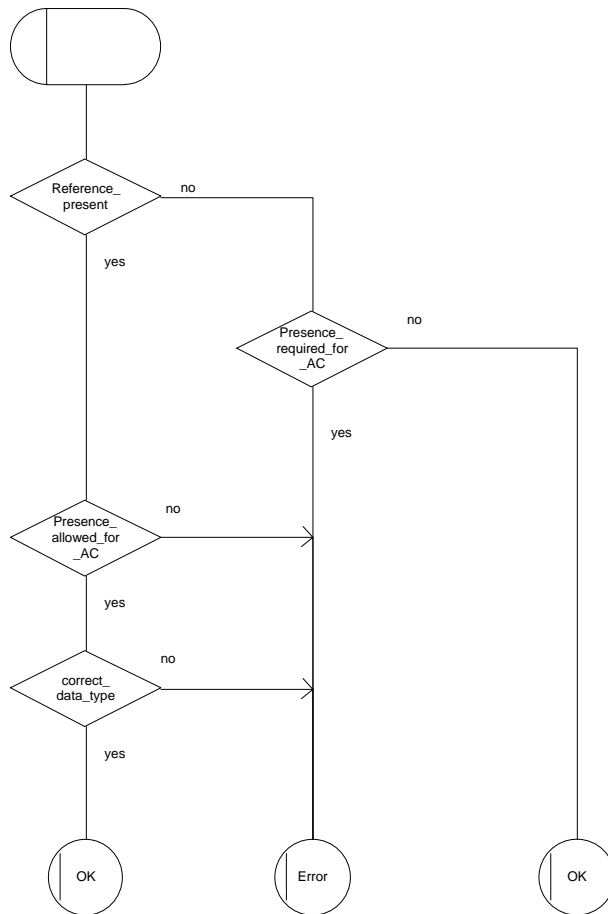 Reference_
present
no
yes
Presence_
required_for
_AC
no
yes
Presence_
allowed_for
_AC
no
yes
correct_
data_type
no
yes
OK
Error
OK